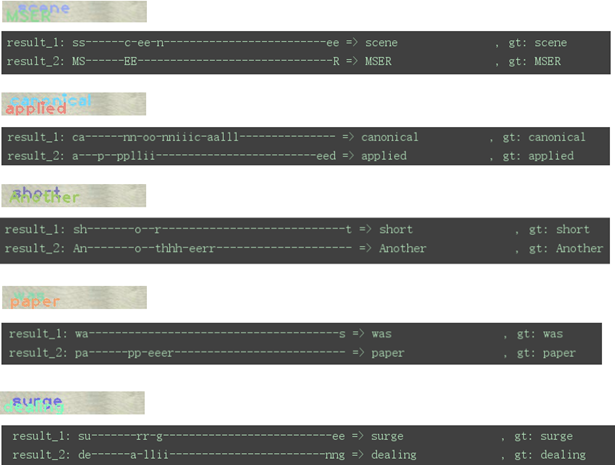 scene
MSER
result_1: ss------c-ee-n-------------------------ee => scene , gt: scene
result_2: MS------EE------------------------------R => MSER , gt: MSER
canonical
applied
result_1: ca------nn-oo-nniiic-aalll--------------- => canonical , gt: canonical
result_2: a---p--ppllii-------------------------eed => applied , gt: applied
short
Another
result_1: sh-------o--r----------------------------t => short , gt: short
result_2: An-------o--thhh-eerr--------------------- => Another , gt: Another
was
paper
result_1: wa--------------------------------------s => was , gt: was
result_2: pa------pp-eeer-------------------------- => paper , gt: paper
surge
dealing
result_1: su-------rr-g--------------------------ee => surge , gt: surge
result_2: de------a-llii------------------------nng => dealing , gt: dealing